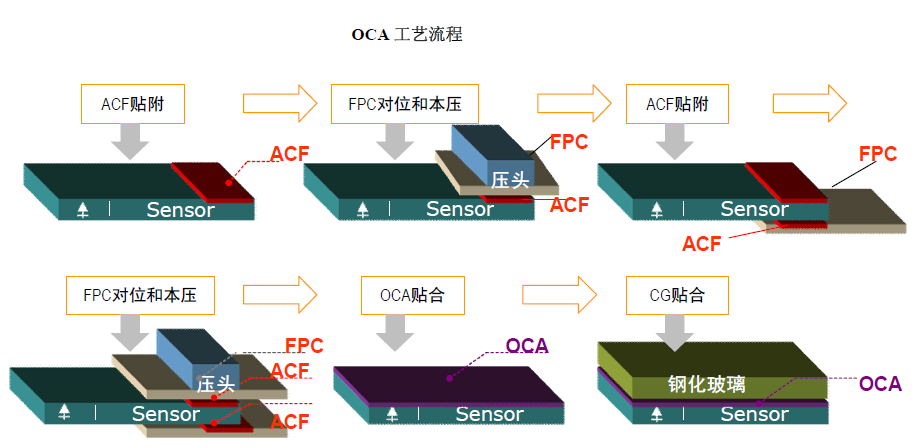 OCA 工艺流程
ACF贴附
FPC对位和本压
ACF贴附
ACF
Sensor
FPC
压头
ACF
Sensor
FPC
Sensor
ACF
FPC对位和本压
OCA贴合
CG贴合
FPC
压头
ACF
Sensor
ACF
OCA
Sensor
钢化玻璃
OCA
Sensor